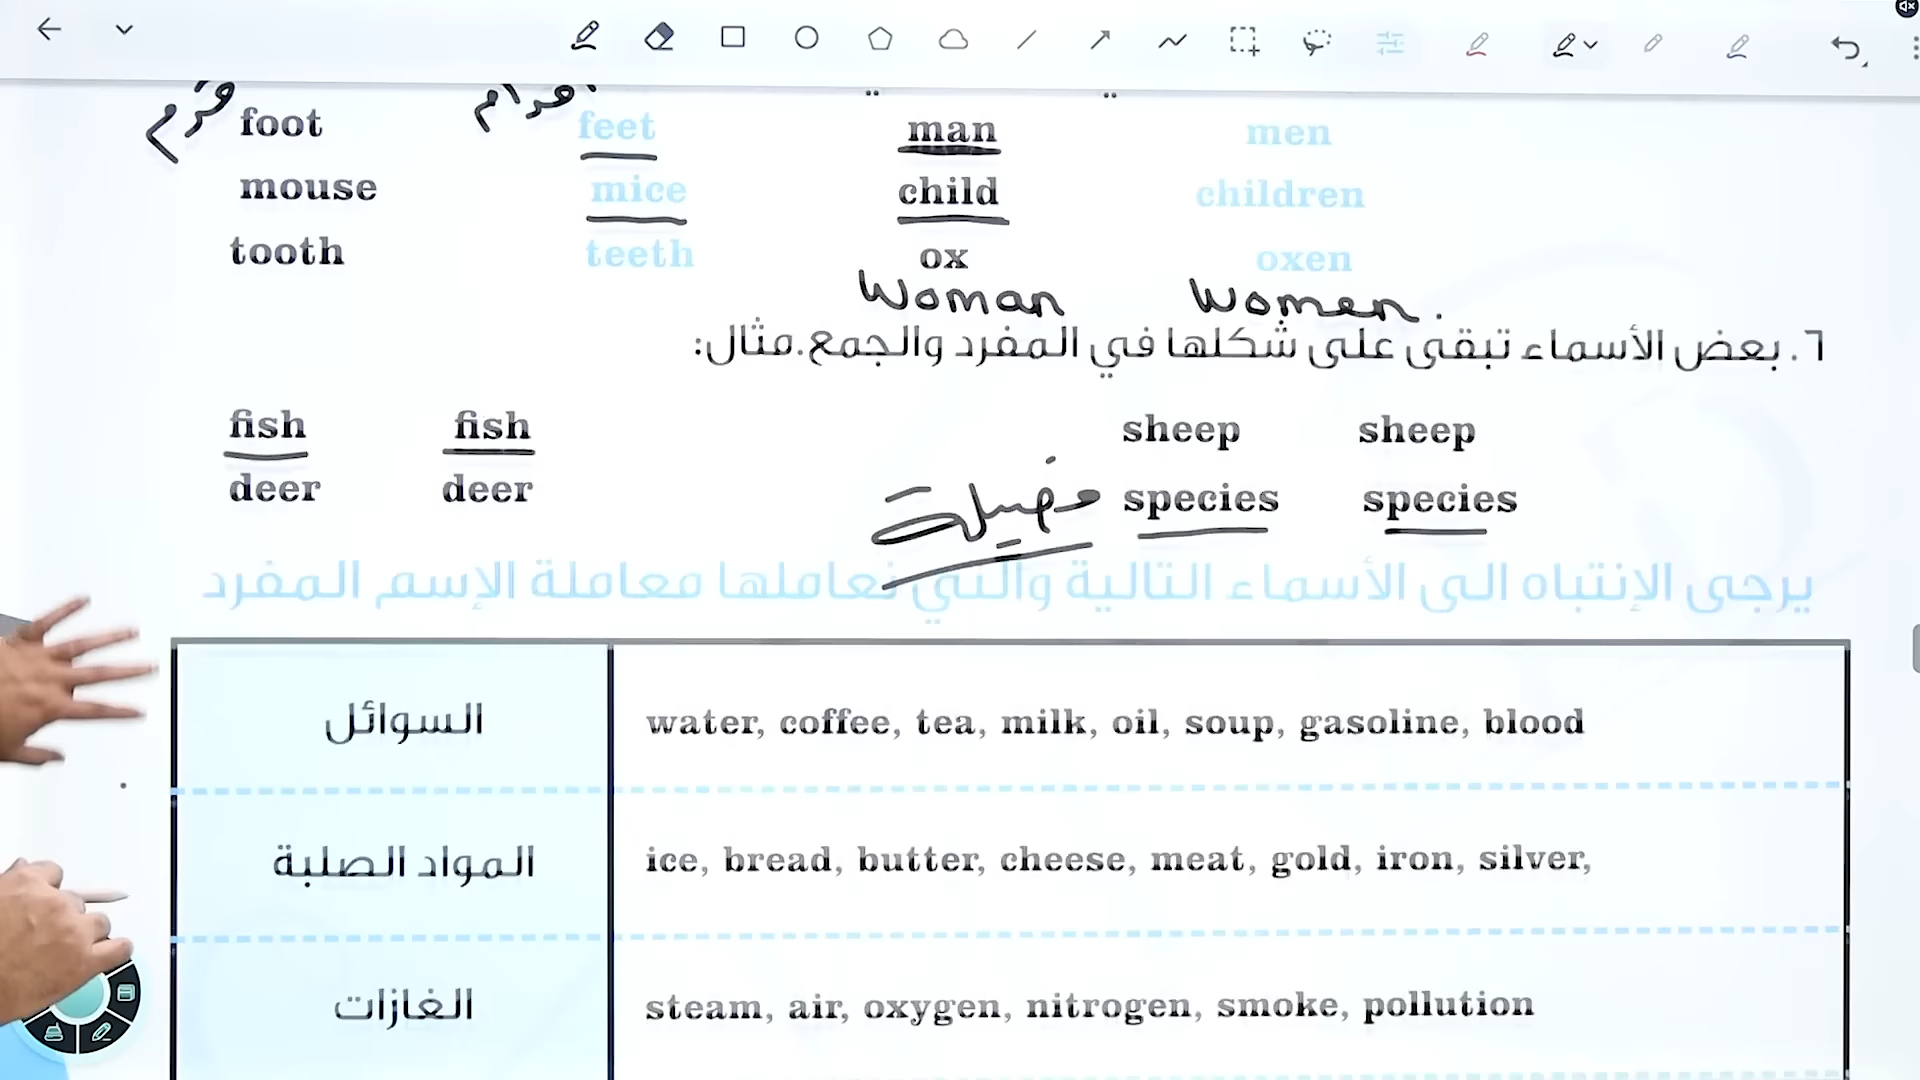 قدم foot أقدام feet man men
mouse mice child children
tooth teeth ox oxen
Woman Women.
٦. بعض الأسماء تبقى على شكلها في المفرد والجمع.مثال:
fish fish sheep sheep
deer deer فصيلة species species
يرجى الإنتباه الى الأسماء التالية والتي نعاملها معاملة الإسم المفرد
السوائل water, coffee, tea, milk, oil, soup, gasoline, blood
المواد الصلبة ice, bread, butter, cheese, meat, gold, iron, silver,
الغازات steam, air, oxygen, nitrogen, smoke, pollution